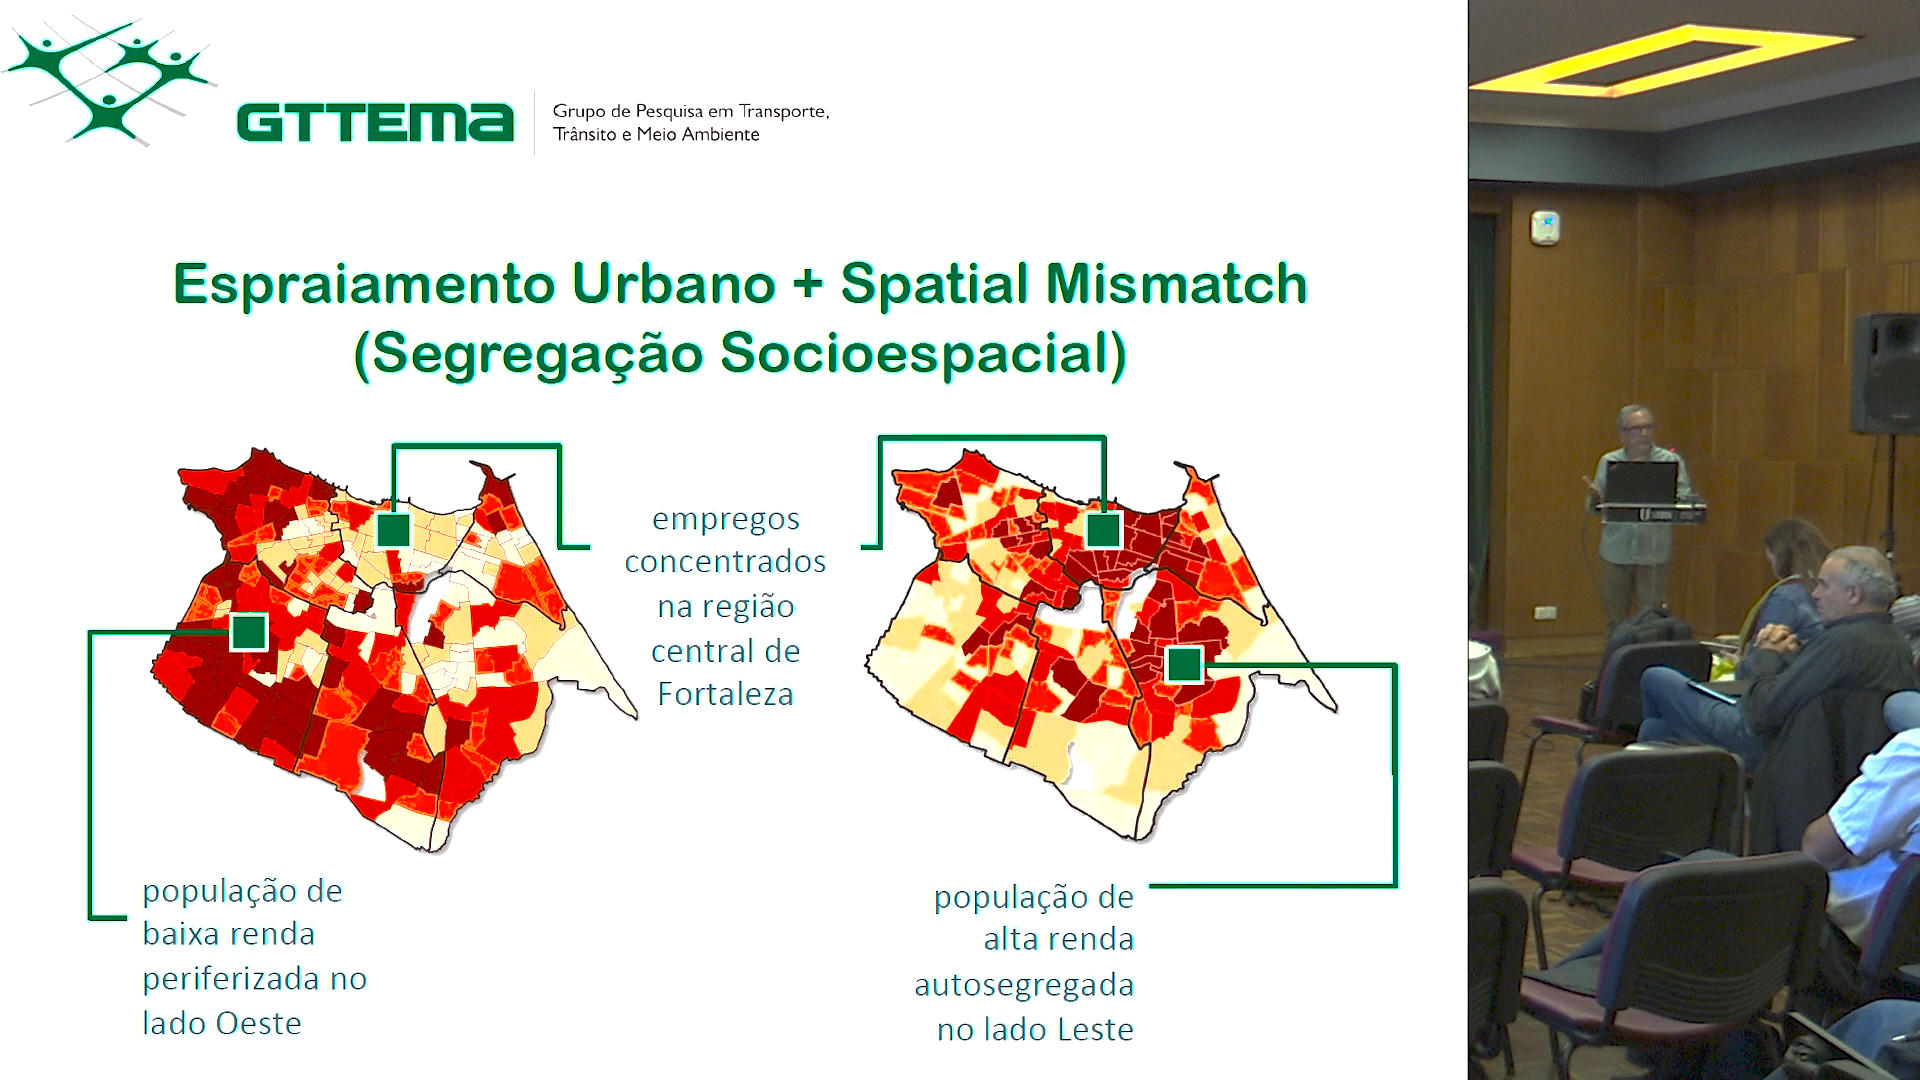 GTTEMA
Grupo de Pesquisa em Transporte,
Trânsito e Meio Ambiente
Espraiamento Urbano + Spatial Mismatch
(Segregação Socioespacial)
empregos
concentrados
na região
central de
Fortaleza
população de
baixa renda
periferizada no
lado Oeste
população de
alta renda
autosegregada
no lado Leste